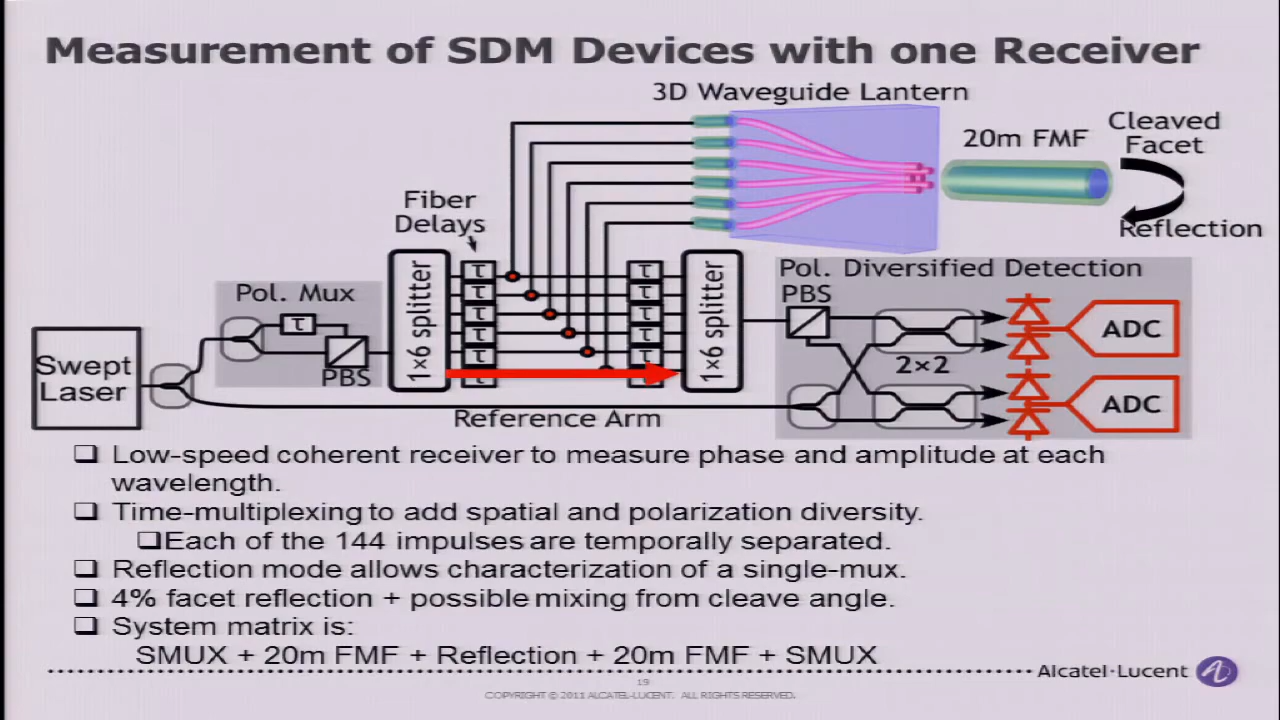 Measurement of SDM Devices with one Receiver
3D Waveguide Lantern
20m FMF
Cleaved
Facet
Reflection
Fiber
Delays
Pol. Mux
τ
PBS
Swept
Laser
1×6 splitter
τ
τ
τ
τ
τ
τ
τ
τ
τ
τ
τ
τ
1×6 splitter
Pol. Diversified Detection
PBS
2×2
ADC
ADC
Reference Arm
❑ Low-speed coherent receiver to measure phase and amplitude at each
wavelength.
❑ Time-multiplexing to add spatial and polarization diversity.
❑Each of the 144 impulses are temporally separated.
❑ Reflection mode allows characterization of a single-mux.
❑ 4% facet reflection + possible mixing from cleave angle.
❑ System matrix is:
SMUX + 20m FMF + Reflection + 20m FMF + SMUX
Alcatel·Lucent
19
COPYRIGHT © 2011 ALCATEL-LUCENT. ALL RIGHTS RESERVED.